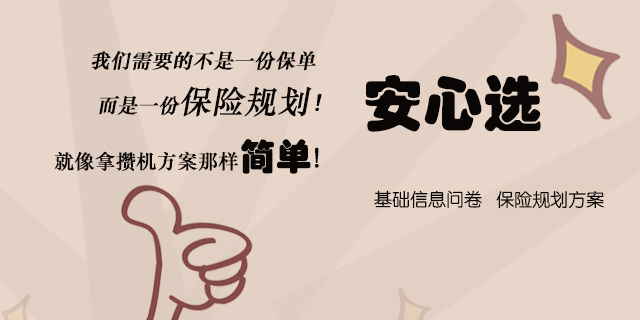 我们需要的不是一份保单
而是一份保险规划!
就像拿攒机方案那样简单!
安心选
基础信息问卷 保险规划方案